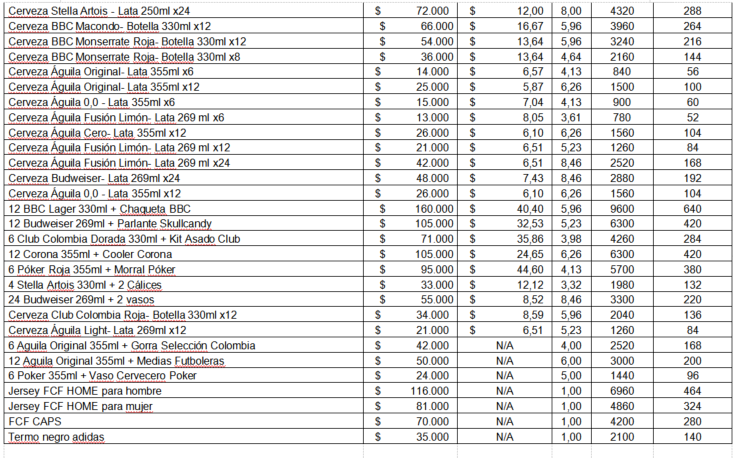 Cerveza Stella Artois - Lata 250ml x24 $ 72.000 $ 12,00 8,00 4320 288
Cerveza BBC Macondo- Botella 330ml x12 $ 66.000 $ 16,67 5,96 3960 264
Cerveza BBC Monserrate Roja- Botella 330ml x12 $ 54.000 $ 13,64 5,96 3240 216
Cerveza BBC Monserrate Roja- Botella 330ml x8 $ 36.000 $ 13,64 4,64 2160 144
Cerveza Águila Original- Lata 355ml x6 $ 14.000 $ 6,57 4,13 840 56
Cerveza Águila Original- Lata 355ml x12 $ 25.000 $ 5,87 6,26 1500 100
Cerveza Águila 0,0 - Lata 355ml x6 $ 15.000 $ 7,04 4,13 900 60
Cerveza Águila Fusión Limón- Lata 269 ml x6 $ 13.000 $ 8,05 3,61 780 52
Cerveza Águila Cero- Lata 355ml x12 $ 26.000 $ 6,10 6,26 1560 104
Cerveza Águila Fusión Limón- Lata 269 ml x12 $ 21.000 $ 6,51 5,23 1260 84
Cerveza Águila Fusión Limón- Lata 269 ml x24 $ 42.000 $ 6,51 8,46 2520 168
Cerveza Budweiser- Lata 269ml x24 $ 48.000 $ 7,43 8,46 2880 192
Cerveza Águila 0,0 - Lata 355ml x12 $ 26.000 $ 6,10 6,26 1560 104
12 BBC Lager 330ml + Chaqueta BBC $ 160.000 $ 40,40 5,96 9600 640
12 Budweiser 269ml + Parlante Skullcandy $ 105.000 $ 32,53 5,23 6300 420
6 Club Colombia Dorada 330ml + Kit Asado Club $ 71.000 $ 35,86 3,98 4260 284
12 Corona 355ml + Cooler Corona $ 105.000 $ 24,65 6,26 6300 420
6 Póker Roja 355ml + Morral Póker $ 95.000 $ 44,60 4,13 5700 380
4 Stella Artois 330ml + 2 Cálices $ 33.000 $ 12,12 3,32 1980 132
24 Budweiser 269ml + 2 vasos $ 55.000 $ 8,52 8,46 3300 220
Cerveza Club Colombia Roja- Botella 330ml x12 $ 34.000 $ 8,59 5,96 2040 136
Cerveza Águila Light- Lata 269ml x12 $ 21.000 $ 6,51 5,23 1260 84
6 Aguila Original 355ml + Gorra Selección Colombia $ 42.000 N/A 4,00 2520 168
12 Aguila Original 355ml + Medias Futboleras $ 50.000 N/A 6,00 3000 200
6 Poker 355ml + Vaso Cervecero Poker $ 24.000 N/A 5,00 1440 96
Jersey FCF HOME para hombre $ 116.000 N/A 1,00 6960 464
Jersey FCF HOME para mujer $ 81.000 N/A 1,00 4860 324
FCF CAPS $ 70.000 N/A 1,00 4200 280
Termo negro adidas $ 35.000 N/A 1,00 2100 140